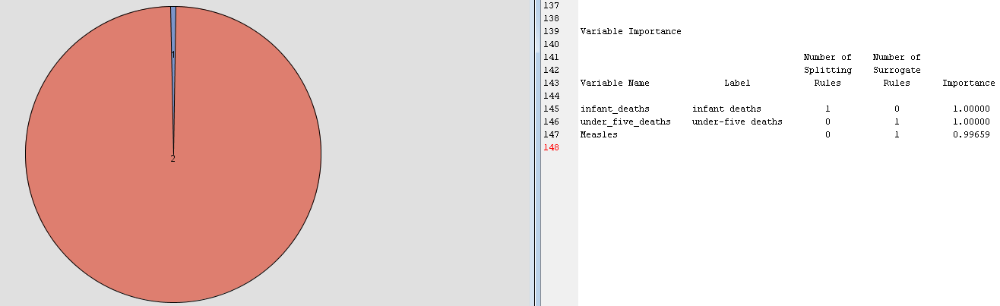 1
2
137
138
139 Variable Importance
140
141 Number of Number of
142 Splitting Surrogate
143 Variable Name Label Rules Rules Importance
144
145 infant_deaths infant deaths 1 0 1.00000
146 under_five_deaths under-five deaths 0 1 1.00000
147 Measles 0 1 0.99659
148